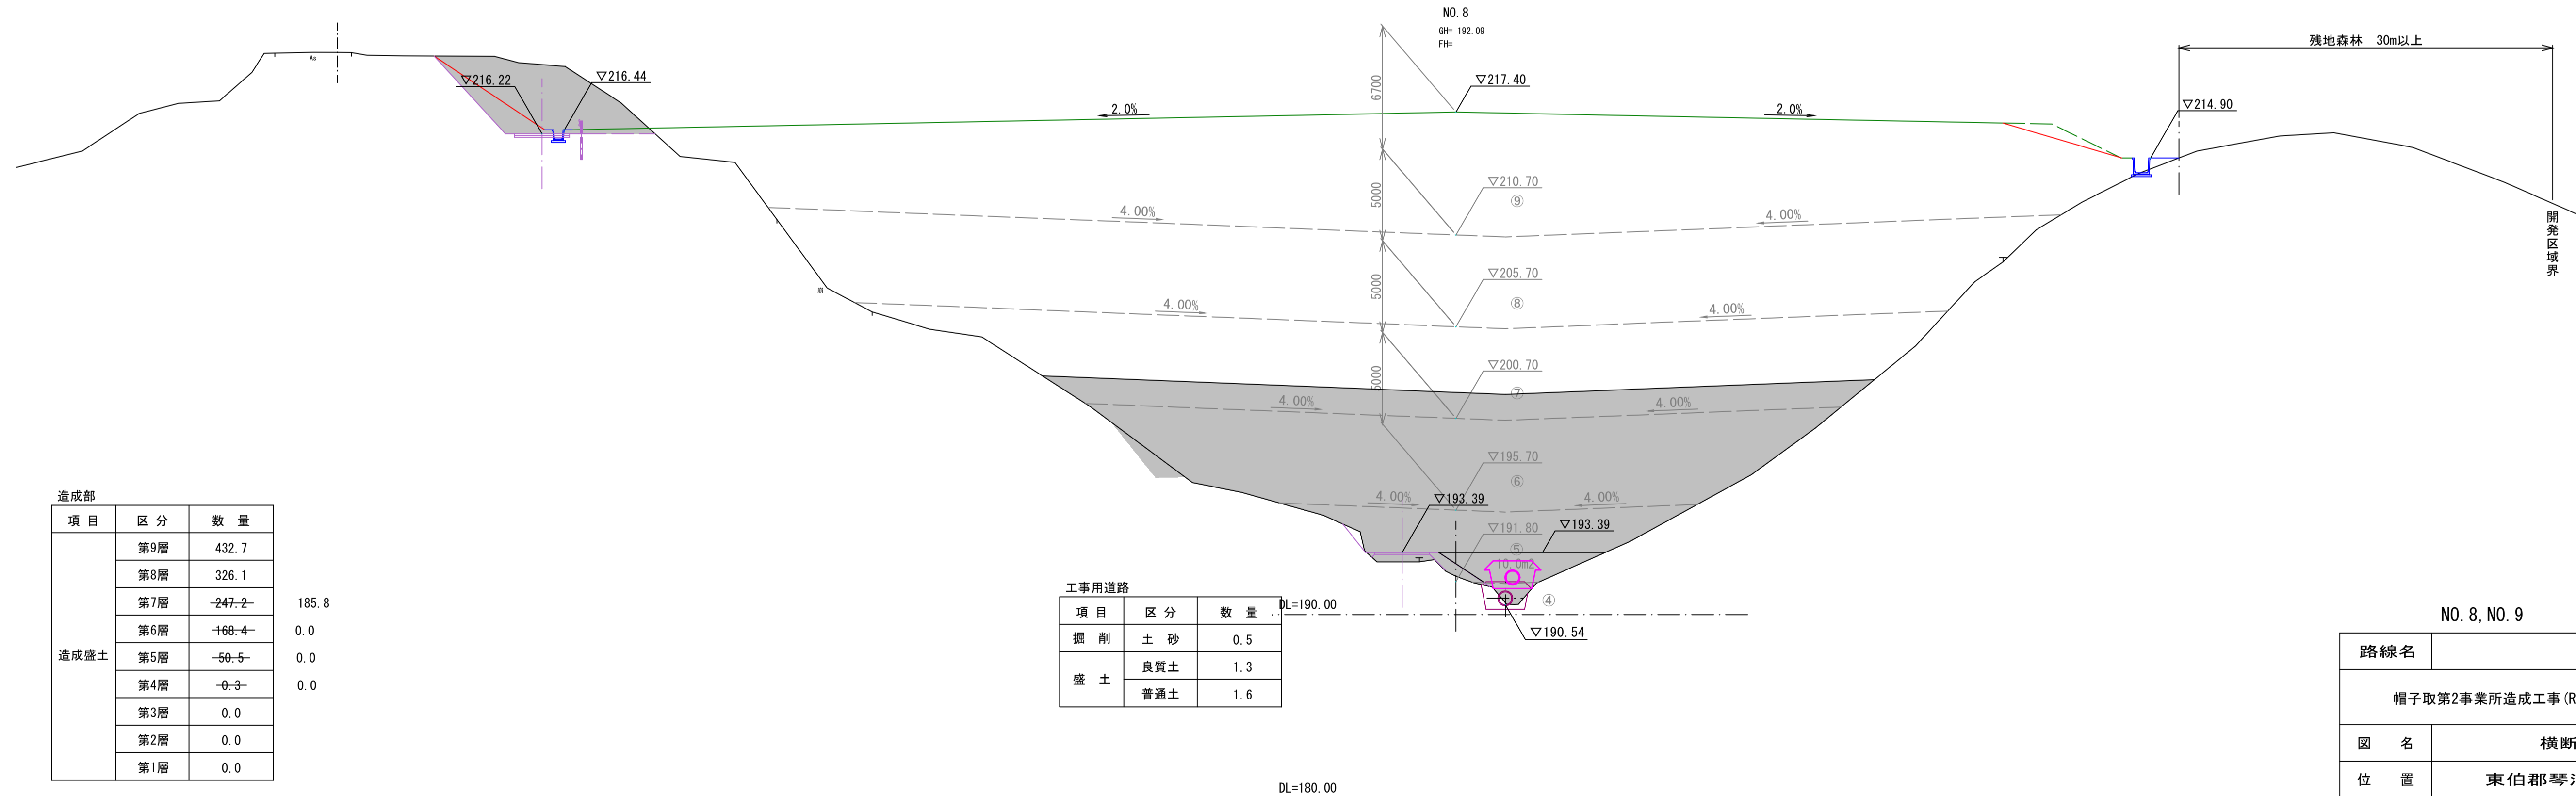 NO.8
GH= 192.09
FH=
残地森林 30m以上
As
▽216.22
▽216.44
6700
▽217.40
2.0%
2.0%
▽214.90
5000
▽210.70
⑨
4.00%
4.00%
開発区域界
5000
▽205.70
⑧
4.00%
4.00%
5000
▽200.70
⑦
4.00%
4.00%
▽195.70
⑥
4.00%
4.00%
▽193.39
▽193.39
▽191.80
⑤
10.0m2
④
DL=190.00
▽190.54
造成部
項 目 区 分 数 量
造成盛土
第9層 432.7
第8層 326.1
第7層 247.2 185.8
第6層 168.4 0.0
第5層 50.5 0.0
第4層 0.3 0.0
第3層 0.0
第2層 0.0
第1層 0.0
工事用道路
項 目 区 分 数 量
掘 削 土 砂 0.5
盛 土 良質土 1.3
普通土 1.6
DL=180.00
NO.8,NO.9
路線名
帽子取第2事業所造成工事(R
図 名 横断
位 置 東伯郡琴